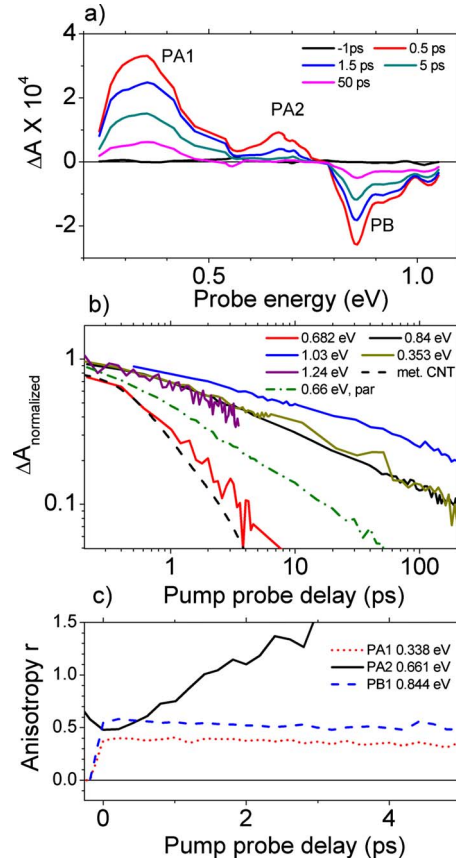 a)
4
2
0
-2
ΔA X 10⁴
PA1
PA2
PB
-1ps 0.5 ps
1.5 ps 5 ps
50 ps
0.5 1.0
Probe energy (eV)
b)
1
0.1
ΔA normalized
0.682 eV 0.84 eV
1.03 eV 0.353 eV
1.24 eV met. CNT
0.66 eV, par
1 10 100
Pump probe delay (ps)
c)
1.5
1.0
0.5
0.0
Anisotropy r
PA1 0.338 eV
PA2 0.661 eV
PB1 0.844 eV
0 2 4
Pump probe delay (ps)